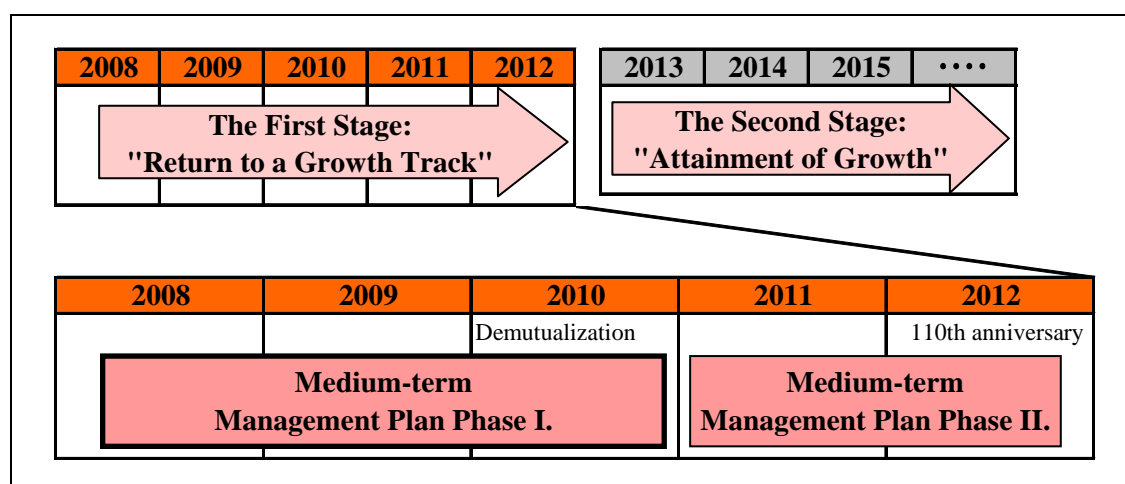 2008 2009 2010 2011 2012 2013 2014 2015 ····
The First Stage:
"Return to a Growth Track"
The Second Stage:
"Attainment of Growth"
2008 2009 2010 2011 2012
Demutualization 110th anniversary
Medium-term
Management Plan Phase I.
Medium-term
Management Plan Phase II.